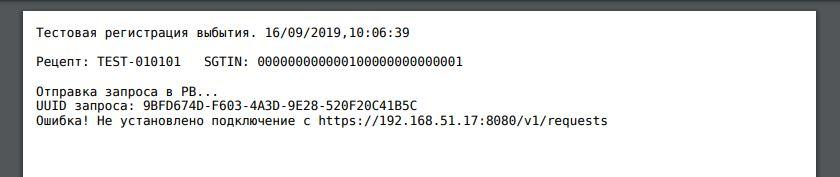 Тестовая регистрация выбытия. 16/09/2019,10:06:39
Рецепт: TEST-010101 SGTIN: 000000000000100000000000001
Отправка запроса в РВ...
UUID запроса: 9BFD674D-F603-4A3D-9E28-520F20C41B5C
Ошибка! Не установлено подключение с https://192.168.51.17:8080/v1/requests